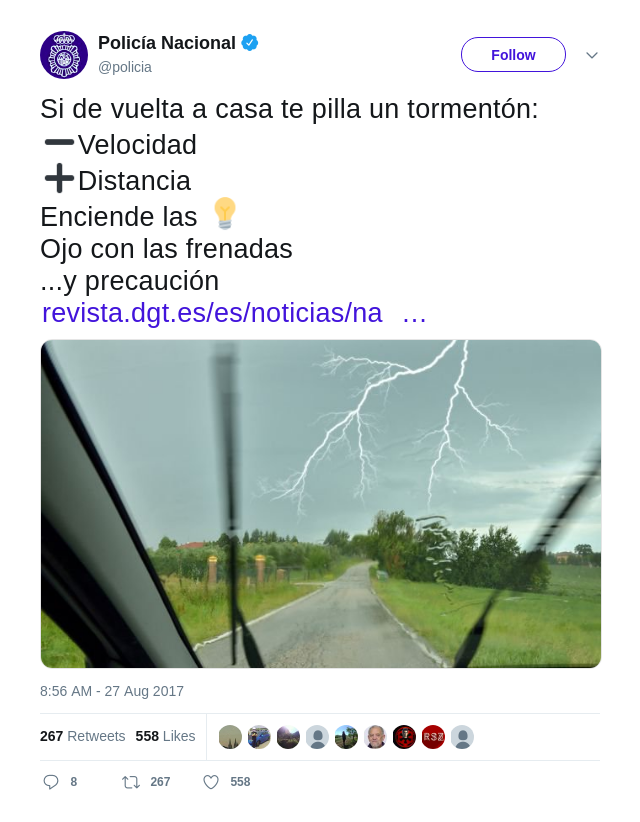 Policía Nacional
@policia
Follow
Si de vuelta a casa te pilla un tormentón:
➖Velocidad
➕Distancia
Enciende las 💡
Ojo con las frenadas
...y precaución
revista.dgt.es/es/noticias/na …
8:56 AM - 27 Aug 2017
267 Retweets 558 Likes
RSZ
8 267 558